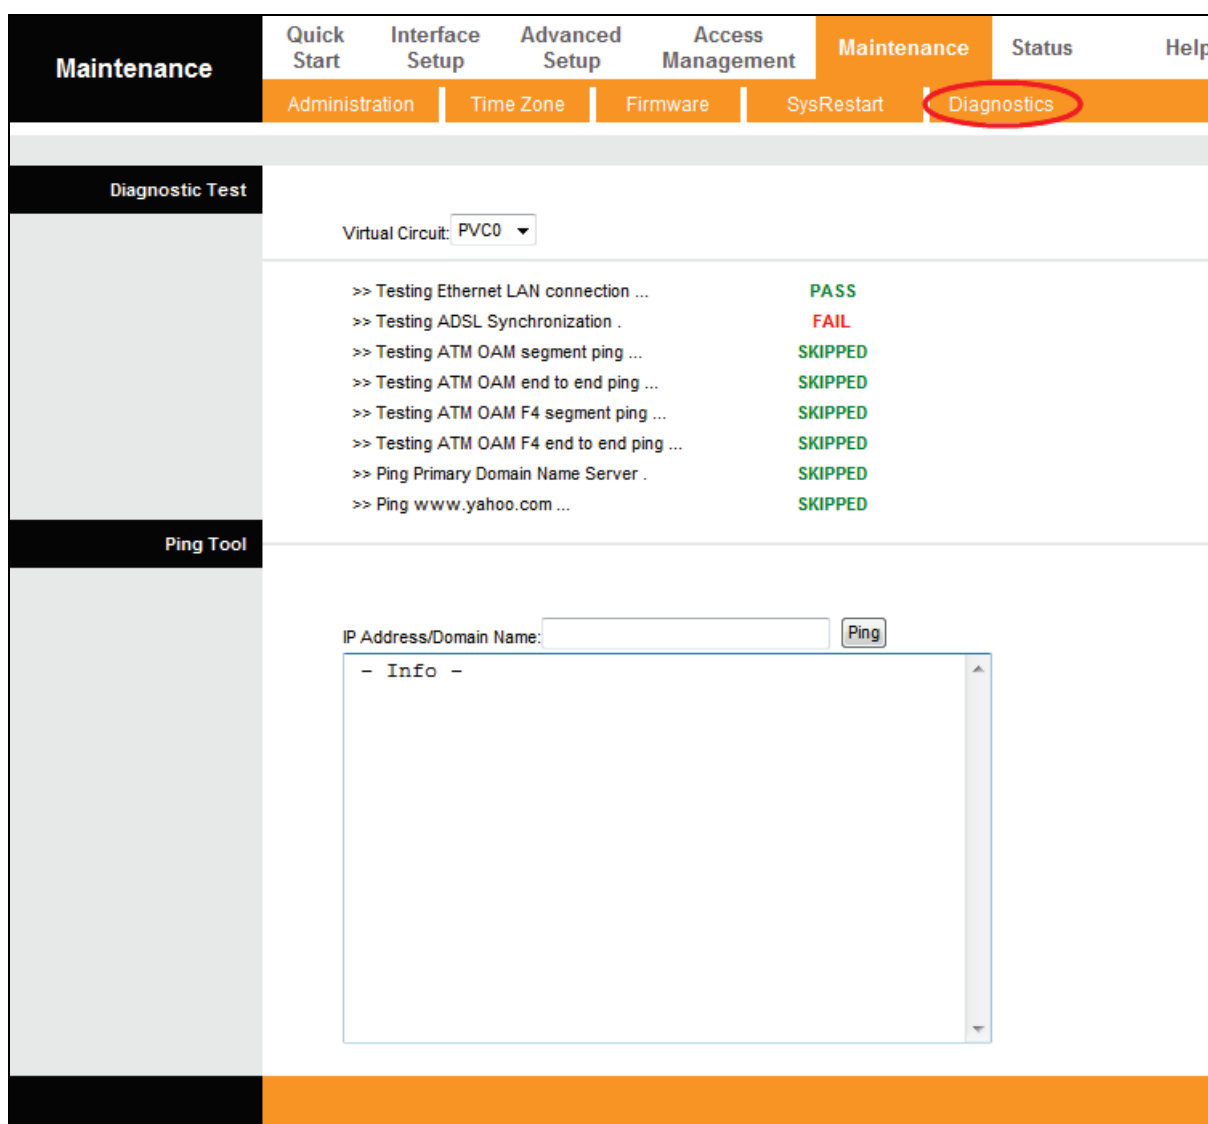 Maintenance
Quick Start
Interface Setup
Advanced Setup
Access Management
Maintenance
Status
Help
Administration
Time Zone
Firmware
SysRestart
Diagnostics
Diagnostic Test
Virtual Circuit: PVC0
>> Testing Ethernet LAN connection ... PASS
>> Testing ADSL Synchronization . FAIL
>> Testing ATM OAM segment ping ... SKIPPED
>> Testing ATM OAM end to end ping ... SKIPPED
>> Testing ATM OAM F4 segment ping ... SKIPPED
>> Testing ATM OAM F4 end to end ping ... SKIPPED
>> Ping Primary Domain Name Server . SKIPPED
>> Ping www.yahoo.com ... SKIPPED
Ping Tool
IP Address/Domain Name: Ping
- Info -